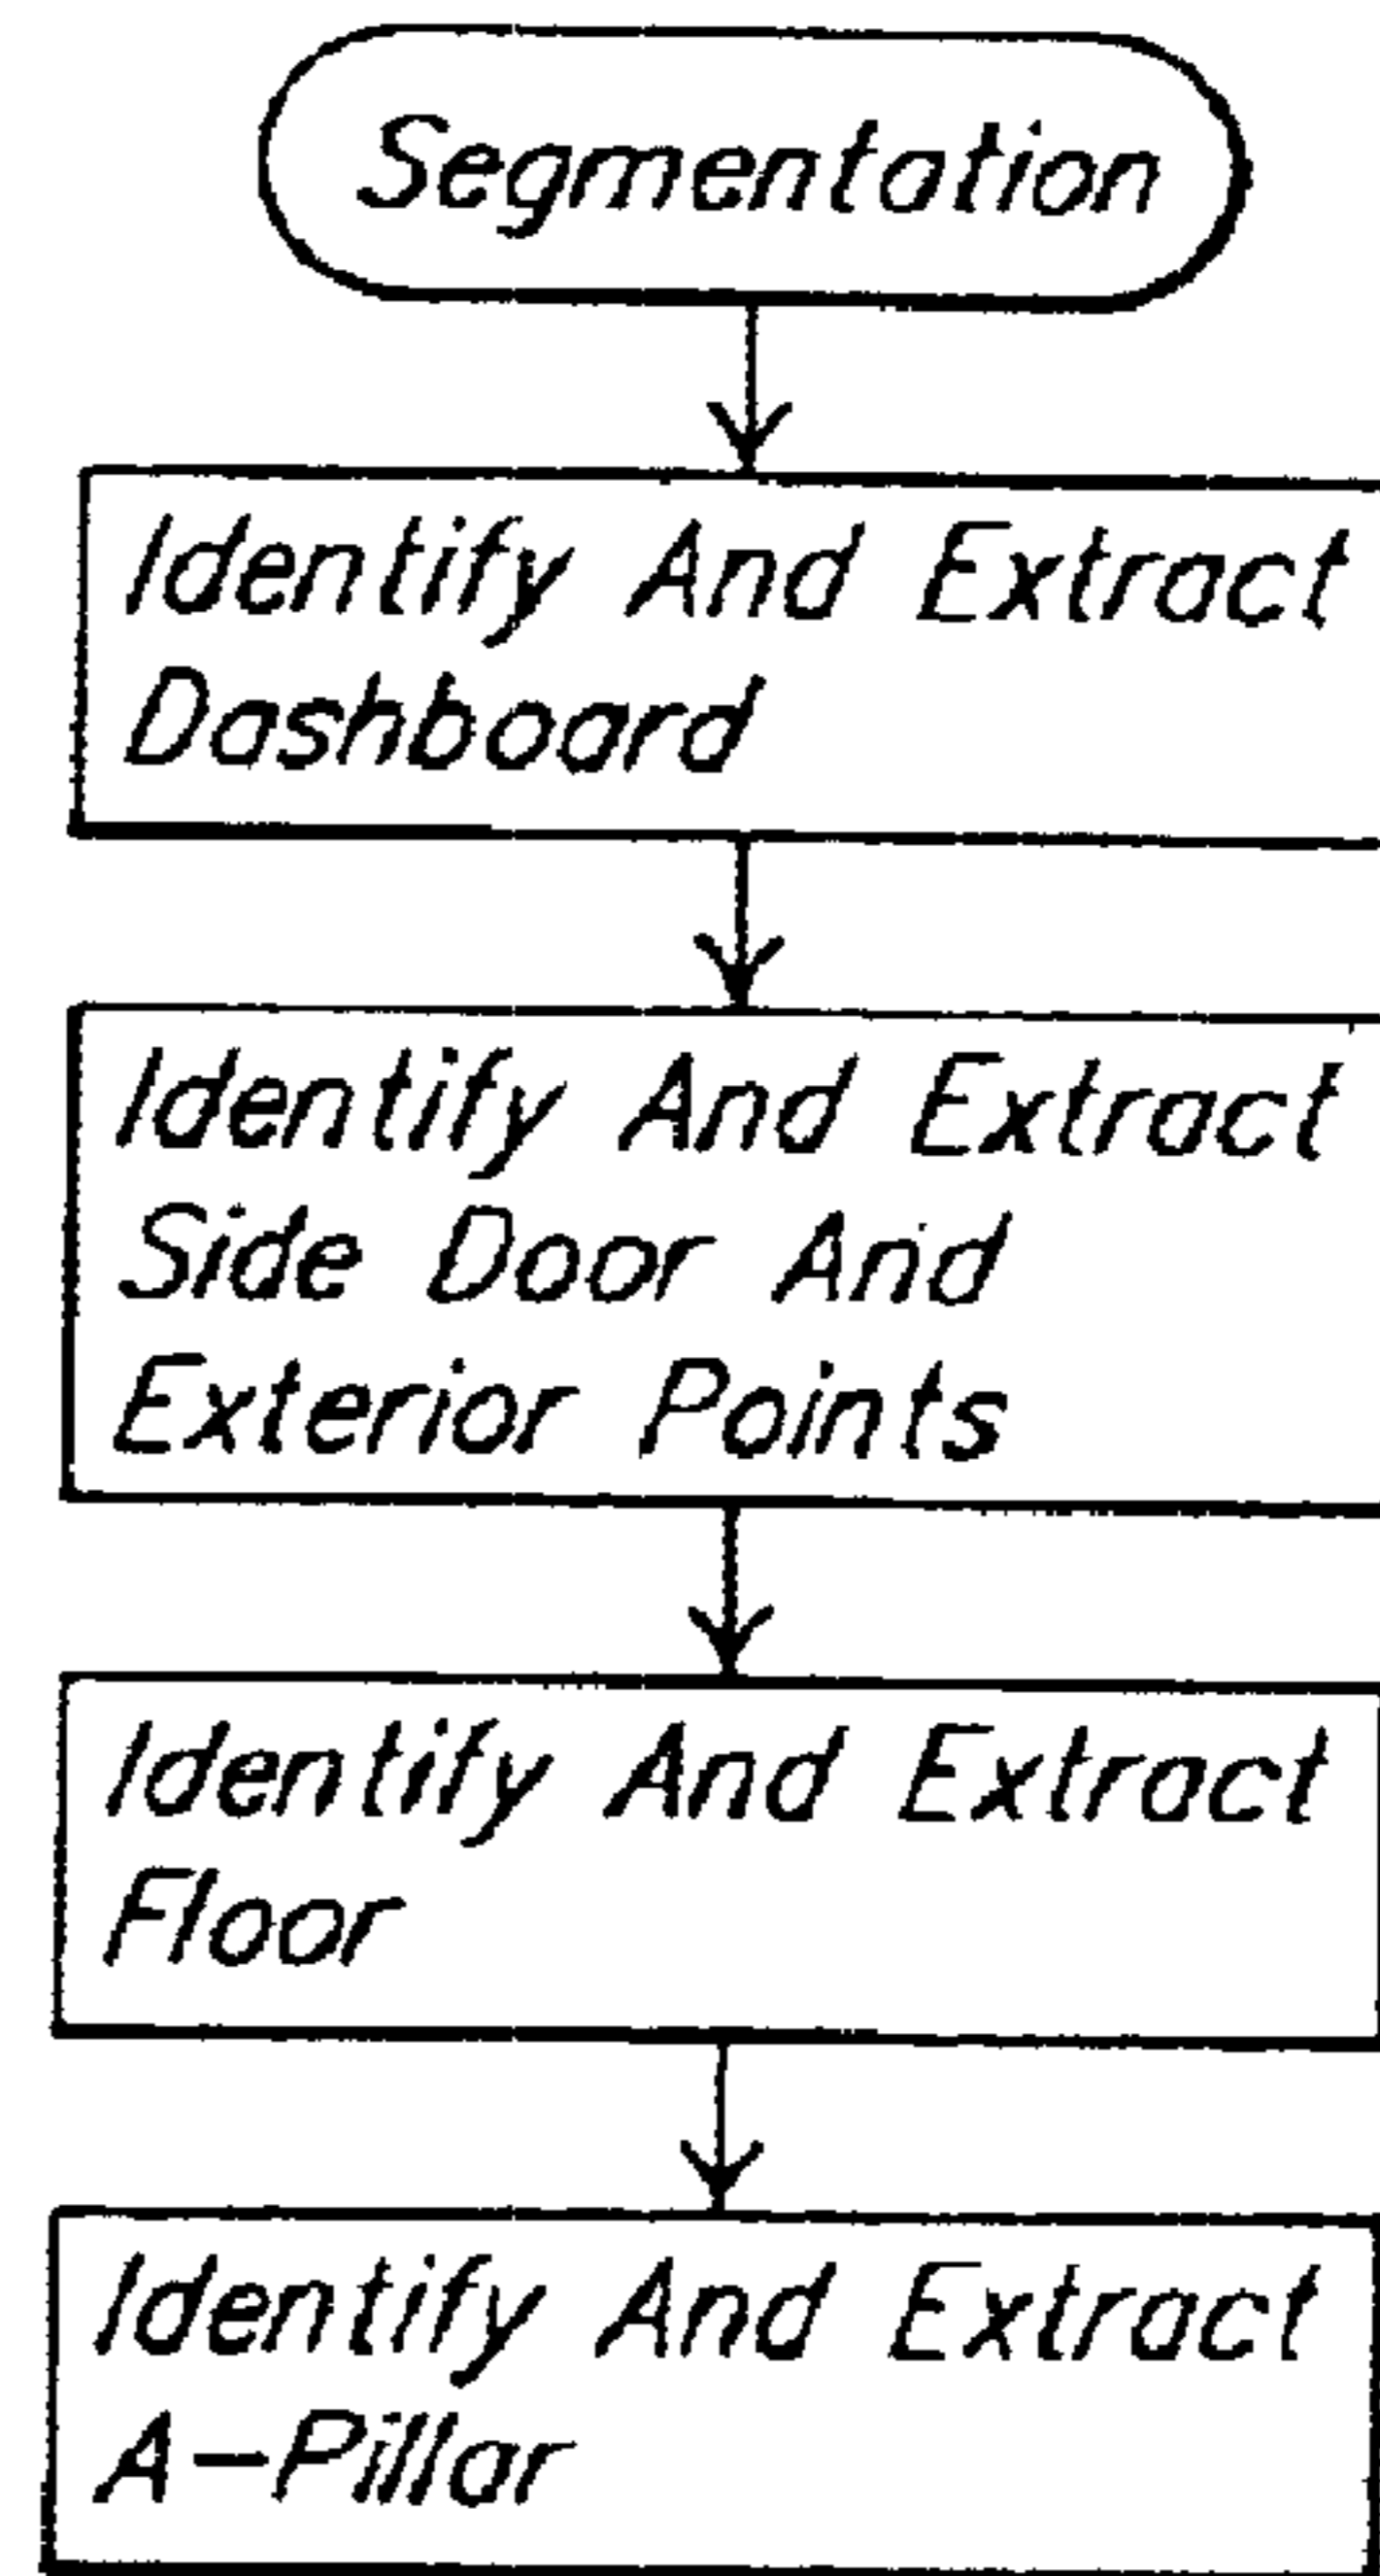 Segmentation
Identify And Extract
Dashboard
Identify And Extract
Side Door And
Exterior Points
Identify And Extract
Floor
Identify And Extract
A-Pillar